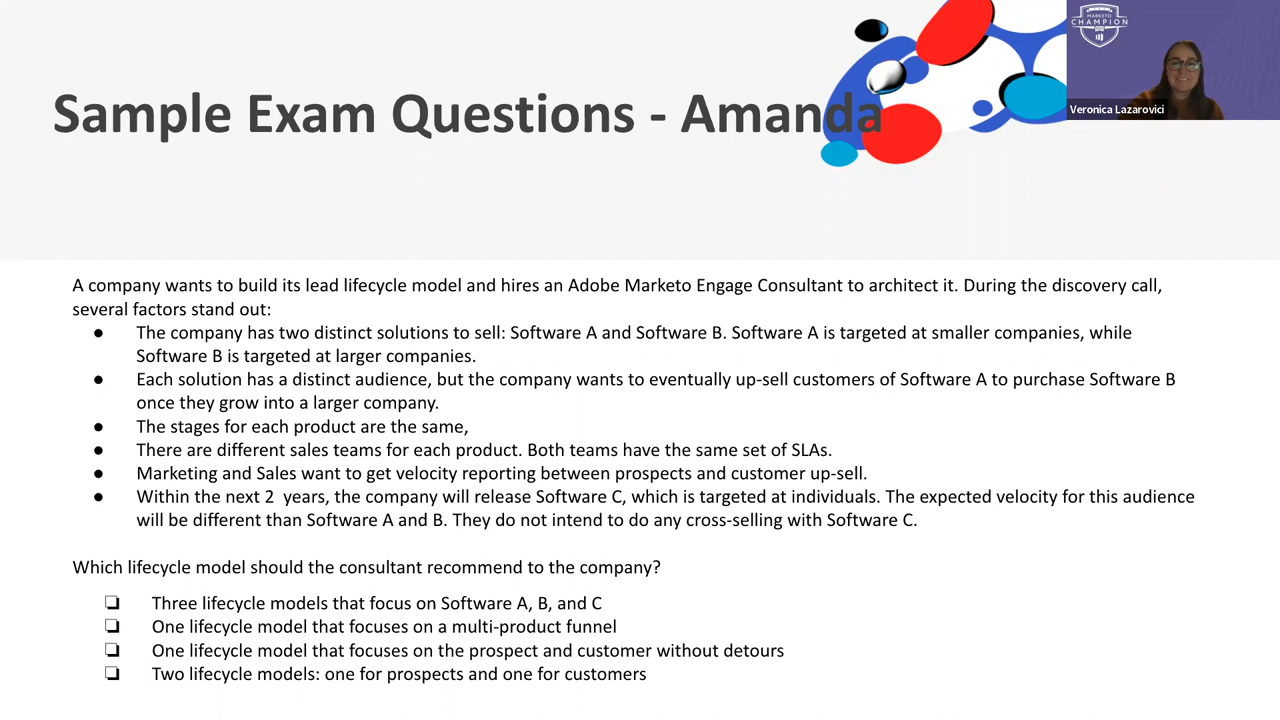 MARKETO
CHAMPION
Veronica Lazarovici
Sample Exam Questions - Amanda
A company wants to build its lead lifecycle model and hires an Adobe Marketo Engage Consultant to architect it. During the discovery call,
several factors stand out:
● The company has two distinct solutions to sell: Software A and Software B. Software A is targeted at smaller companies, while
Software B is targeted at larger companies.
● Each solution has a distinct audience, but the company wants to eventually up-sell customers of Software A to purchase Software B
once they grow into a larger company.
● The stages for each product are the same,
● There are different sales teams for each product. Both teams have the same set of SLAs.
● Marketing and Sales want to get velocity reporting between prospects and customer up-sell.
● Within the next 2 years, the company will release Software C, which is targeted at individuals. The expected velocity for this audience
will be different than Software A and B. They do not intend to do any cross-selling with Software C.
Which lifecycle model should the consultant recommend to the company?
❏ Three lifecycle models that focus on Software A, B, and C
❏ One lifecycle model that focuses on a multi-product funnel
❏ One lifecycle model that focuses on the prospect and customer without detours
❏ Two lifecycle models: one for prospects and one for customers